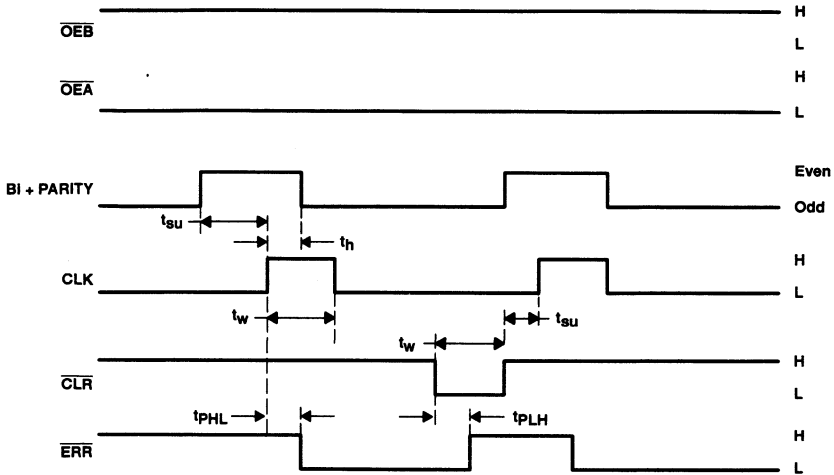 OEB
H
L
OEA
H
L
BI + PARITY
Even
Odd
tsu
th
CLK
H
L
tw
tsu
tw
CLR
H
L
tPHL
tPLH
ERR
H
L